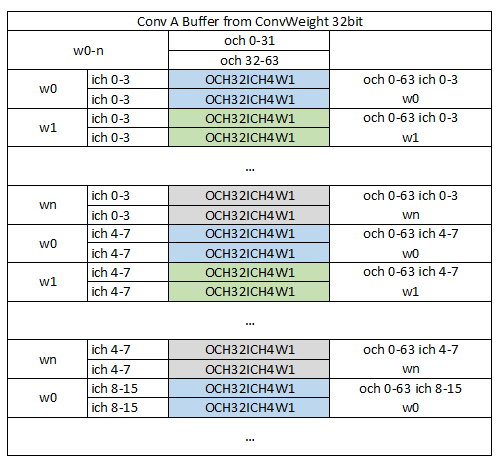 Conv A Buffer from ConvWeight 32bit
w0-n
och 0-31
och 32-63
w0
ich 0-3 OCH32ICH4W1
ich 0-3 OCH32ICH4W1
och 0-63 ich 0-3
w0
w1
ich 0-3 OCH32ICH4W1
ich 0-3 OCH32ICH4W1
och 0-63 ich 0-3
w1
...
wn
ich 0-3 OCH32ICH4W1
ich 0-3 OCH32ICH4W1
och 0-63 ich 0-3
wn
w0
ich 4-7 OCH32ICH4W1
ich 4-7 OCH32ICH4W1
och 0-63 ich 4-7
w0
w1
ich 4-7 OCH32ICH4W1
ich 4-7 OCH32ICH4W1
och 0-63 ich 4-7
w1
...
wn
ich 4-7 OCH32ICH4W1
ich 4-7 OCH32ICH4W1
och 0-63 ich 4-7
wn
w0
ich 8-15 OCH32ICH4W1
ich 8-15 OCH32ICH4W1
och 0-63 ich 8-15
w0
...